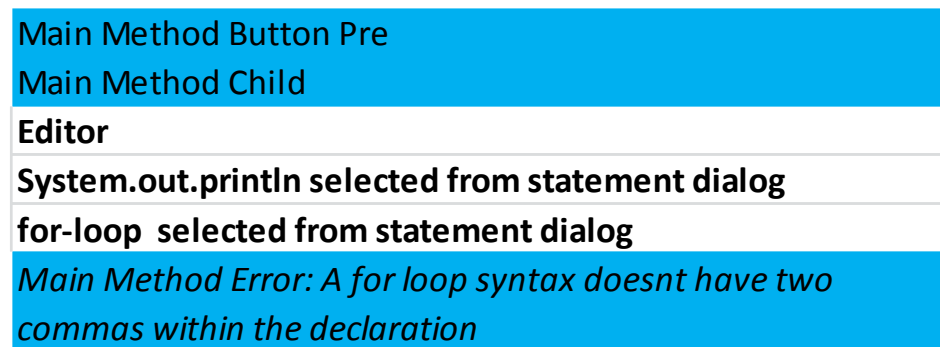 Main Method Button Pre
Main Method Child
Editor
System.out.println selected from statement dialog
for-loop  selected from statement dialog
Main Method Error: A for loop syntax doesnt have two
commas within the declaration